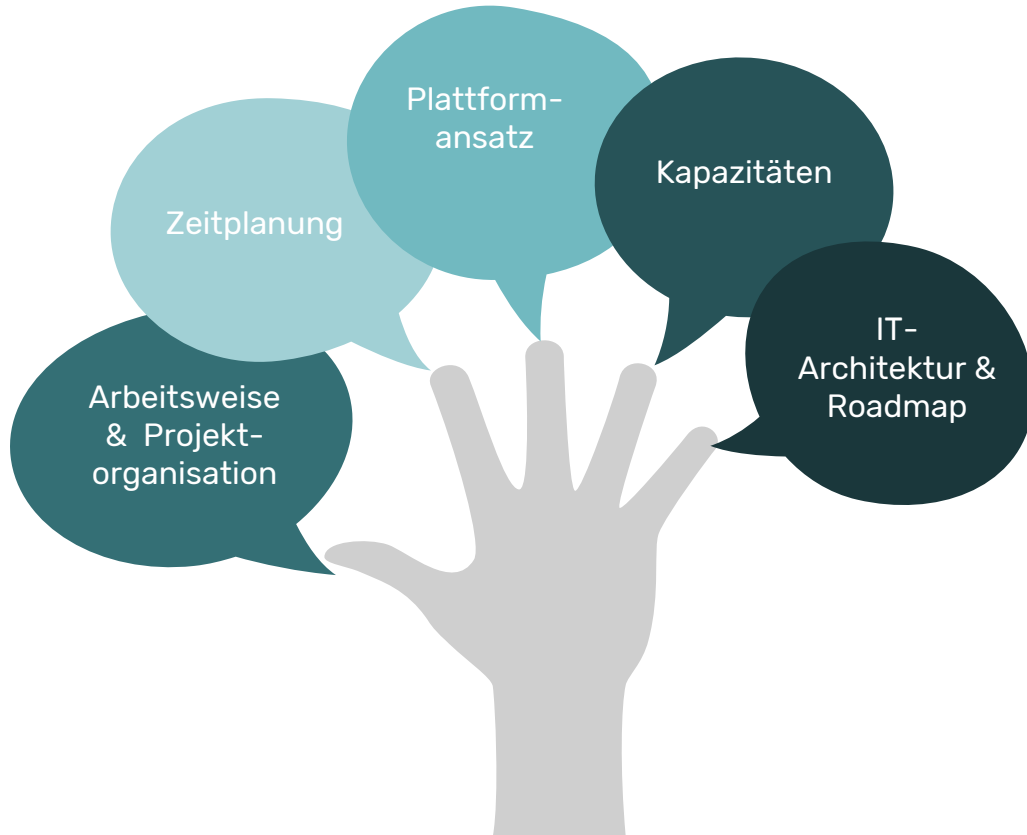 Plattform-
ansatz
Kapazitäten
Zeitplanung
IT-
Architektur &
Roadmap
Arbeitsweise
& Projekt-
organisation